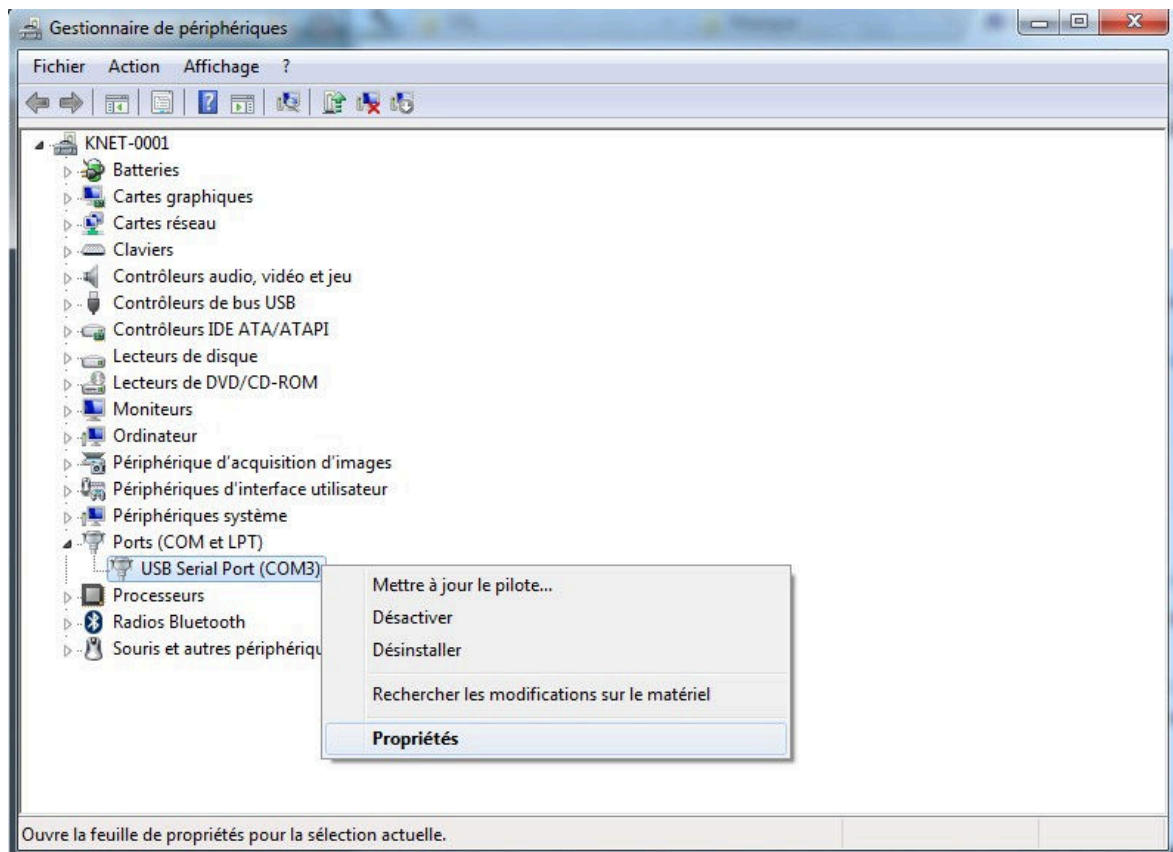 Gestionnaire de périphériques
Fichier Action Affichage ?
KNET-0001
Batteries
Cartes graphiques
Cartes réseau
Claviers
Contrôleurs audio, vidéo et jeu
Contrôleurs de bus USB
Contrôleurs IDE ATA/ATAPI
Lecteurs de disque
Lecteurs de DVD/CD-ROM
Moniteurs
Ordinateur
Périphérique d'acquisition d'images
Périphériques d'interface utilisateur
Périphériques système
Ports (COM et LPT)
USB Serial Port (COM3)
Processeurs
Radios Bluetooth
Souris et autres périphériqu
Mettre à jour le pilote...
Désactiver
Désinstaller
Rechercher les modifications sur le matériel
Propriétés
Ouvre la feuille de propriétés pour la sélection actuelle.